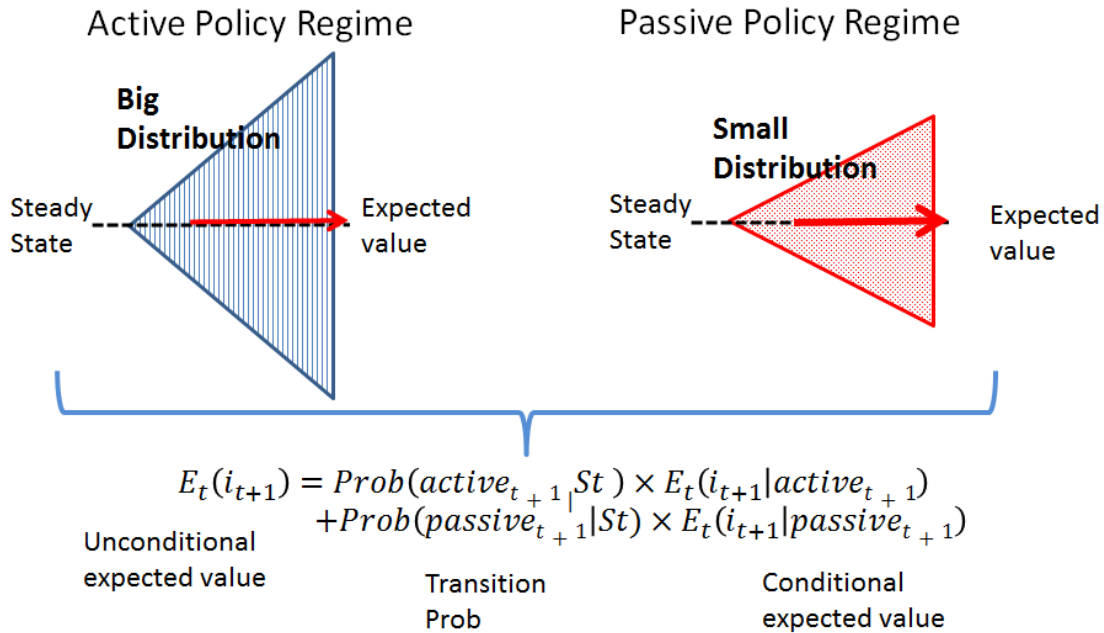 Active Policy Regime
Passive Policy Regime
Big
Distribution
Small
Distribution
Steady
State
Expected
value
Steady
State
Expected
value
E_t(i_{t+1}) = Prob(active_{t + 1 |}St ) × E_t(i_{t+1}|active_{t + 1})
+Prob(passive_{t + 1}|St) × E_t(i_{t+1}|passive_{t + 1})
Unconditional
expected value
Transition
Prob
Conditional
expected value